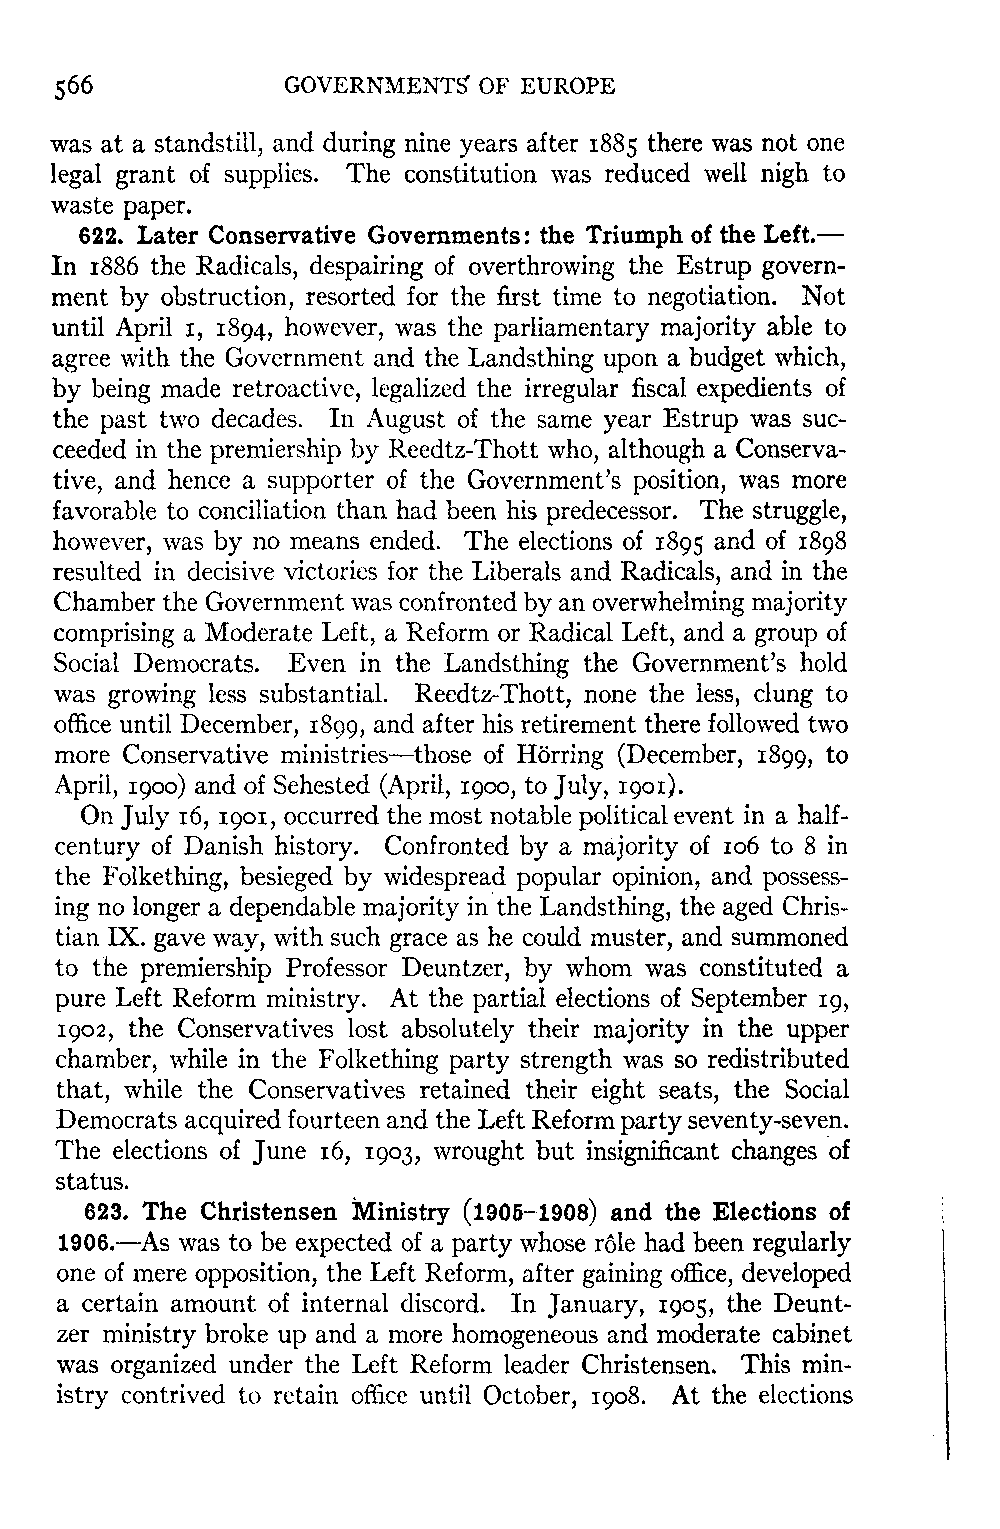 566 GOVERNMENTS OF EUROPE
was at a standstill, and during nine years after 1885 there was not one
legal grant of supplies. The constitution was reduced well nigh to
waste paper.
622. Later Conservative Governments: the Triumph of the Left.—
In 1886 the Radicals, despairing of overthrowing the Estrup govern-
ment by obstruction, resorted for the first time to negotiation. Not
until April 1, 1894, however, was the parliamentary majority able to
agree with the Government and the Landsthing upon a budget which,
by being made retroactive, legalized the irregular fiscal expedients of
the past two decades. In August of the same year Estrup was suc-
ceeded in the premiership by Reedtz-Thott who, although a Conserva-
tive, and hence a supporter of the Government's position, was more
favorable to conciliation than had been his predecessor. The struggle,
however, was by no means ended. The elections of 1895 and of 1898
resulted in decisive victories for the Liberals and Radicals, and in the
Chamber the Government was confronted by an overwhelming majority
comprising a Moderate Left, a Reform or Radical Left, and a group of
Social Democrats. Even in the Landsthing the Government's hold
was growing less substantial. Reedtz-Thott, none the less, clung to
office until December, 1899, and after his retirement there followed two
more Conservative ministries—those of Hörring (December, 1899, to
April, 1900) and of Sehested (April, 1900, to July, 1901).
On July 16, 1901, occurred the most notable political event in a half-
century of Danish history. Confronted by a majority of 106 to 8 in
the Folkething, besieged by widespread popular opinion, and possess-
ing no longer a dependable majority in the Landsthing, the aged Chris-
tian IX. gave way, with such grace as he could muster, and summoned
to the premiership Professor Deuntzer, by whom was constituted a
pure Left Reform ministry. At the partial elections of September 19,
1902, the Conservatives lost absolutely their majority in the upper
chamber, while in the Folkething party strength was so redistributed
that, while the Conservatives retained their eight seats, the Social
Democrats acquired fourteen and the Left Reform party seventy-seven.
The elections of June 16, 1903, wrought but insignificant changes of
status.
623. The Christensen Ministry (1905–1908) and the Elections of
1906.—As was to be expected of a party whose rôle had been regularly
one of mere opposition, the Left Reform, after gaining office, developed
a certain amount of internal discord. In January, 1905, the Deunt-
zer ministry broke up and a more homogeneous and moderate cabinet
was organized under the Left Reform leader Christensen. This min-
istry contrived to retain office until October, 1908. At the elections